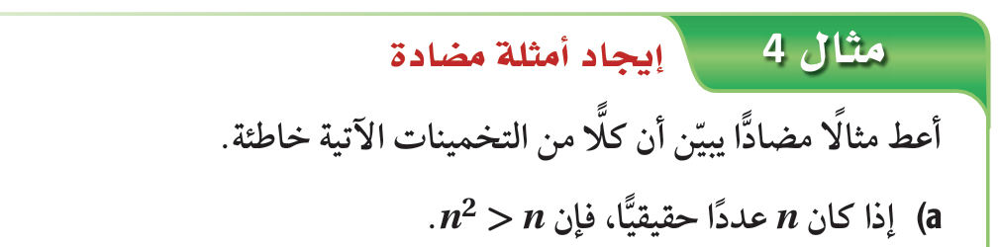 مثال 4
إيجاد أمثلة مضادة
أعط مثالًا مضادًّا يبيّن أن كلًّا من التخمينات الآتية خاطئة.
a) إذا كان n عددًا حقيقيًّا، فإن n² > n.